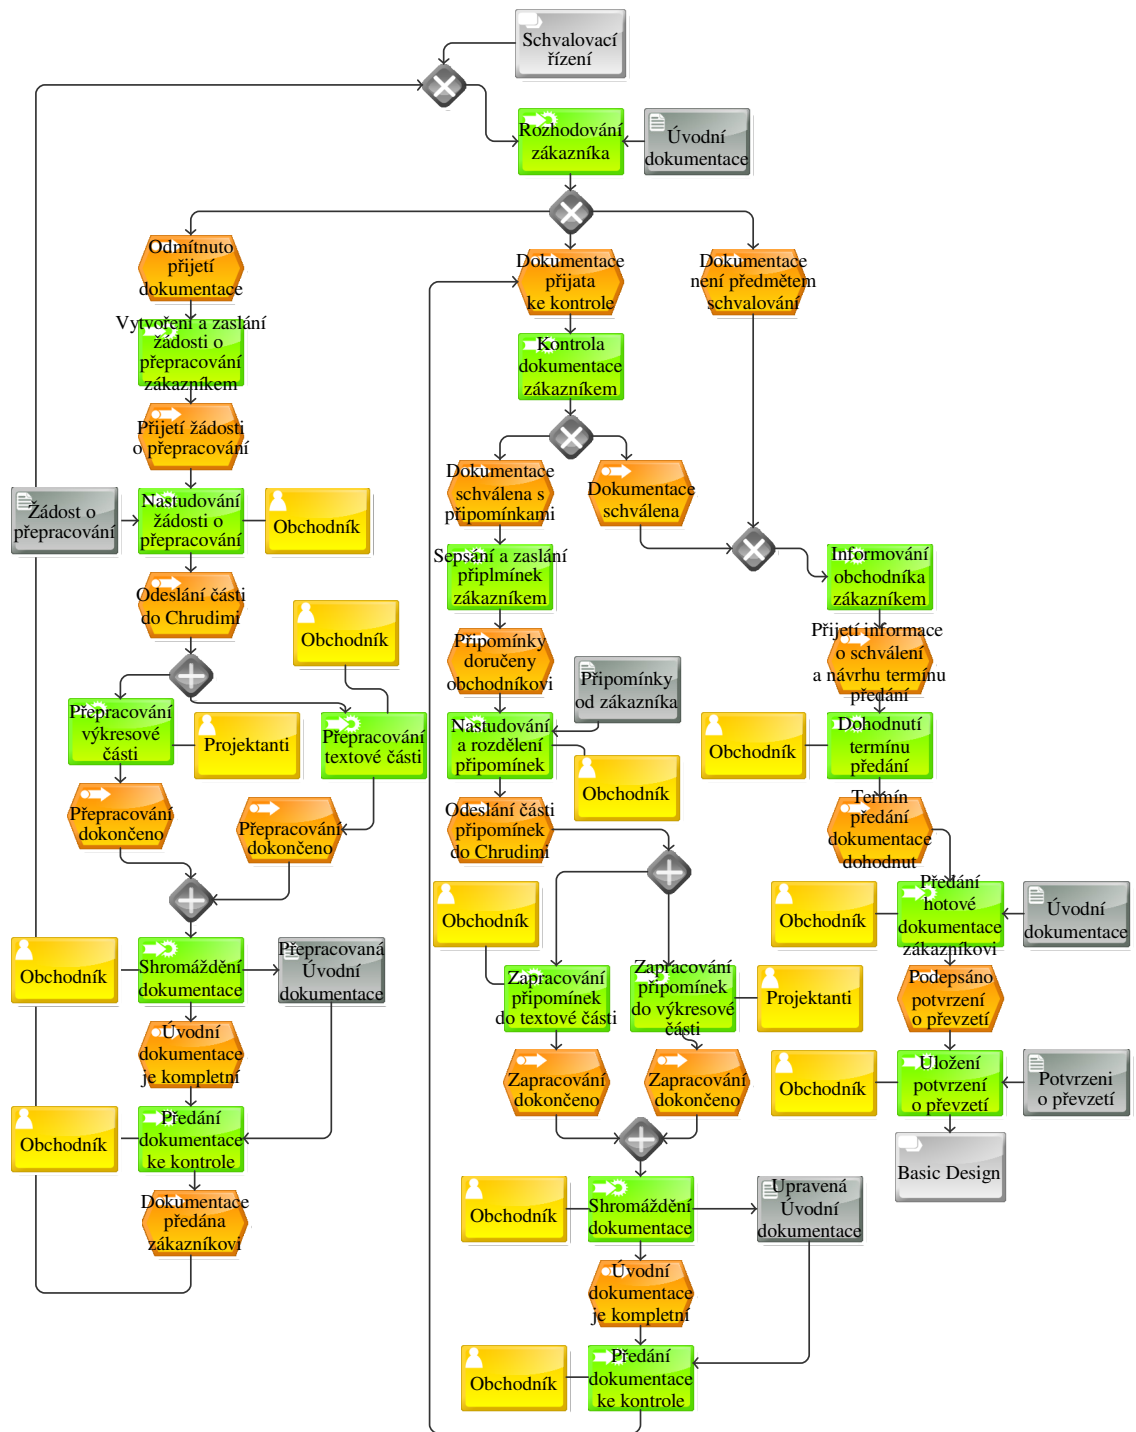 Schvalovací
řízení
Rozhodování
zákazníka
Úvodní
dokumentace
Odmítnuto
přijetí
dokumentace
Dokumentace
přijata
ke kontrole
Dokumentace
není předmětem
schvalování
Vytvoření a zaslání
žádosti o
přepracování
zákazníkem
Kontrola
dokumentace
zákazníkem
Přijetí žádosti
o přepracování
Dokumentace
schválena s
připomínkami
Dokumentace
schválena
Žádost o
přepracování
Nastudování
žádosti o
přepracování
Obchodník
Sepsání a zaslání
připlmínek
zákazníkem
Informování
obchodníka
zákazníkem
Odeslání části
do Chrudimi
Obchodník
Připomínky
doručeny
obchodníkovi
Přijetí informace
o schválení
a návrhu termínu
předání
Připomínky
od zákazníka
Přepracování
výkresové
části
Projektanti
Přepracování
textové části
Nastudování
a rozdělení
připomínek
Obchodník
Obchodník
Dohodnutí
termínu
předání
Přepracování
dokončeno
Přepracování
dokončeno
Odeslání části
připomínek
do Chrudimi
Termín
předání
dokumentace
dohodnut
Obchodník
Obchodník
Předání
hotové
dokumentace
zákazníkovi
Úvodní
dokumentace
Obchodník
Shromáždění
dokumentace
Přepracovaná
Úvodní
dokumentace
Zapracování
připomínek
do textové části
Zapracování
připomínek
do výkresové
části
Projektanti
Podepsáno
potvrzení
o převzetí
Úvodní
dokumentace
je kompletní
Zapracování
dokončeno
Zapracování
dokončeno
Obchodník
Uložení
potvrzení
o převzetí
Potvrzeni
o převzetí
Obchodník
Předání
dokumentace
ke kontrole
Basic Design
Dokumentace
předána
zákazníkovi
Obchodník
Shromáždění
dokumentace
Upravená
Úvodní
dokumentace
Úvodní
dokumentace
je kompletní
Obchodník
Předání
dokumentace
ke kontrole